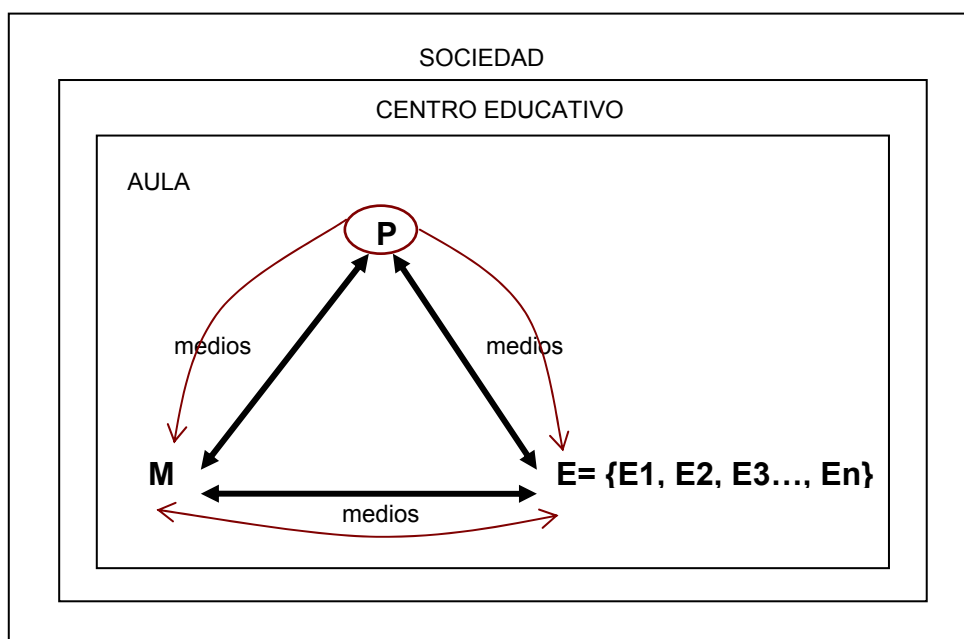 SOCIEDAD
CENTRO EDUCATIVO
AULA
P
medios
medios
M
E= {E1, E2, E3…, En}
medios